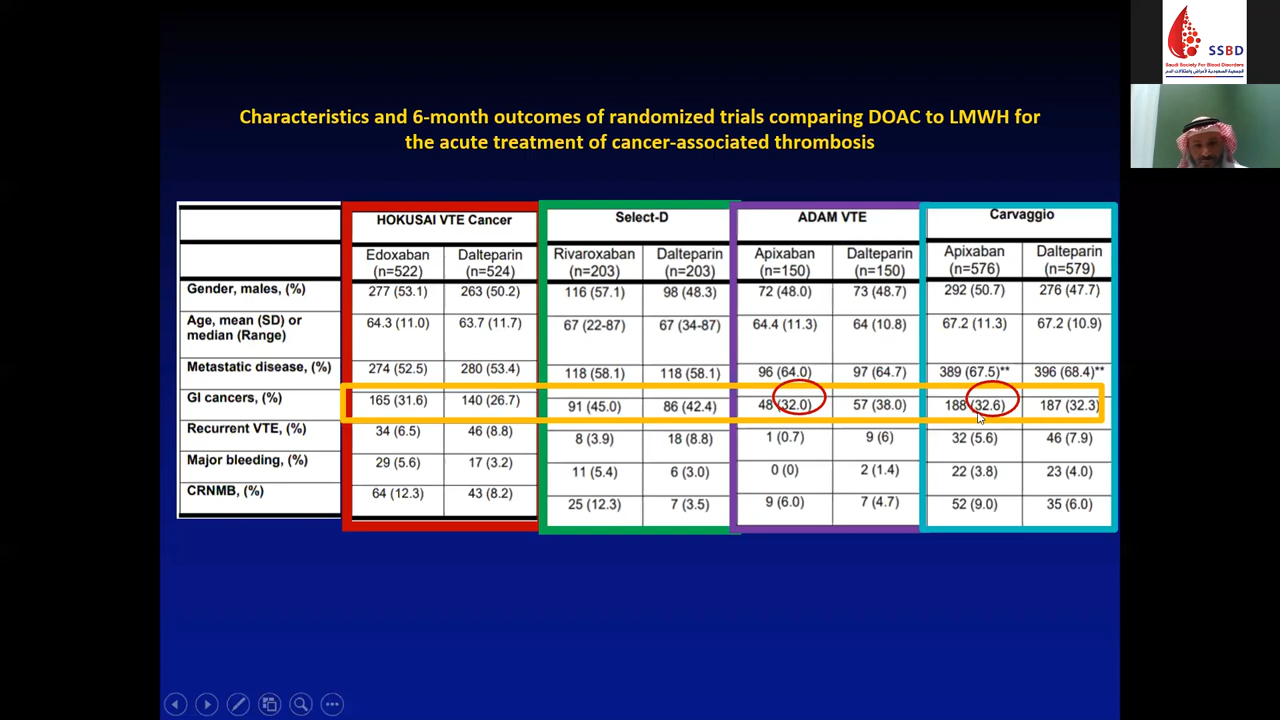 SSBD
Saudi Society For Blood Disorders
الجمعية السعودية لأمراض واعتلالات الدم
Characteristics and 6-month outcomes of randomized trials comparing DOAC to LMWH for
the acute treatment of cancer-associated thrombosis
HOKUSAI VTE Cancer Select-D ADAM VTE Carvaggio
Edoxaban (n=522) Dalteparin (n=524) Rivaroxaban (n=203) Dalteparin (n=203) Apixaban (n=150) Dalteparin (n=150) Apixaban (n=576) Dalteparin (n=579)
Gender, males, (%) 277 (53.1) 263 (50.2) 116 (57.1) 98 (48.3) 72 (48.0) 73 (48.7) 292 (50.7) 276 (47.7)
Age, mean (SD) or median (Range) 64.3 (11.0) 63.7 (11.7) 67 (22-87) 67 (34-87) 64.4 (11.3) 64 (10.8) 67.2 (11.3) 67.2 (10.9)
Metastatic disease, (%) 274 (52.5) 280 (53.4) 118 (58.1) 118 (58.1) 96 (64.0) 97 (64.7) 389 (67.5)** 396 (68.4)**
GI cancers, (%) 165 (31.6) 140 (26.7) 91 (45.0) 86 (42.4) 48 (32.0) 57 (38.0) 188 (32.6) 187 (32.3)
Recurrent VTE, (%) 34 (6.5) 46 (8.8) 8 (3.9) 18 (8.8) 1 (0.7) 9 (6) 32 (5.6) 46 (7.9)
Major bleeding, (%) 29 (5.6) 17 (3.2) 11 (5.4) 6 (3.0) 0 (0) 2 (1.4) 22 (3.8) 23 (4.0)
CRNMB, (%) 64 (12.3) 43 (8.2) 25 (12.3) 7 (3.5) 9 (6.0) 7 (4.7) 52 (9.0) 35 (6.0)